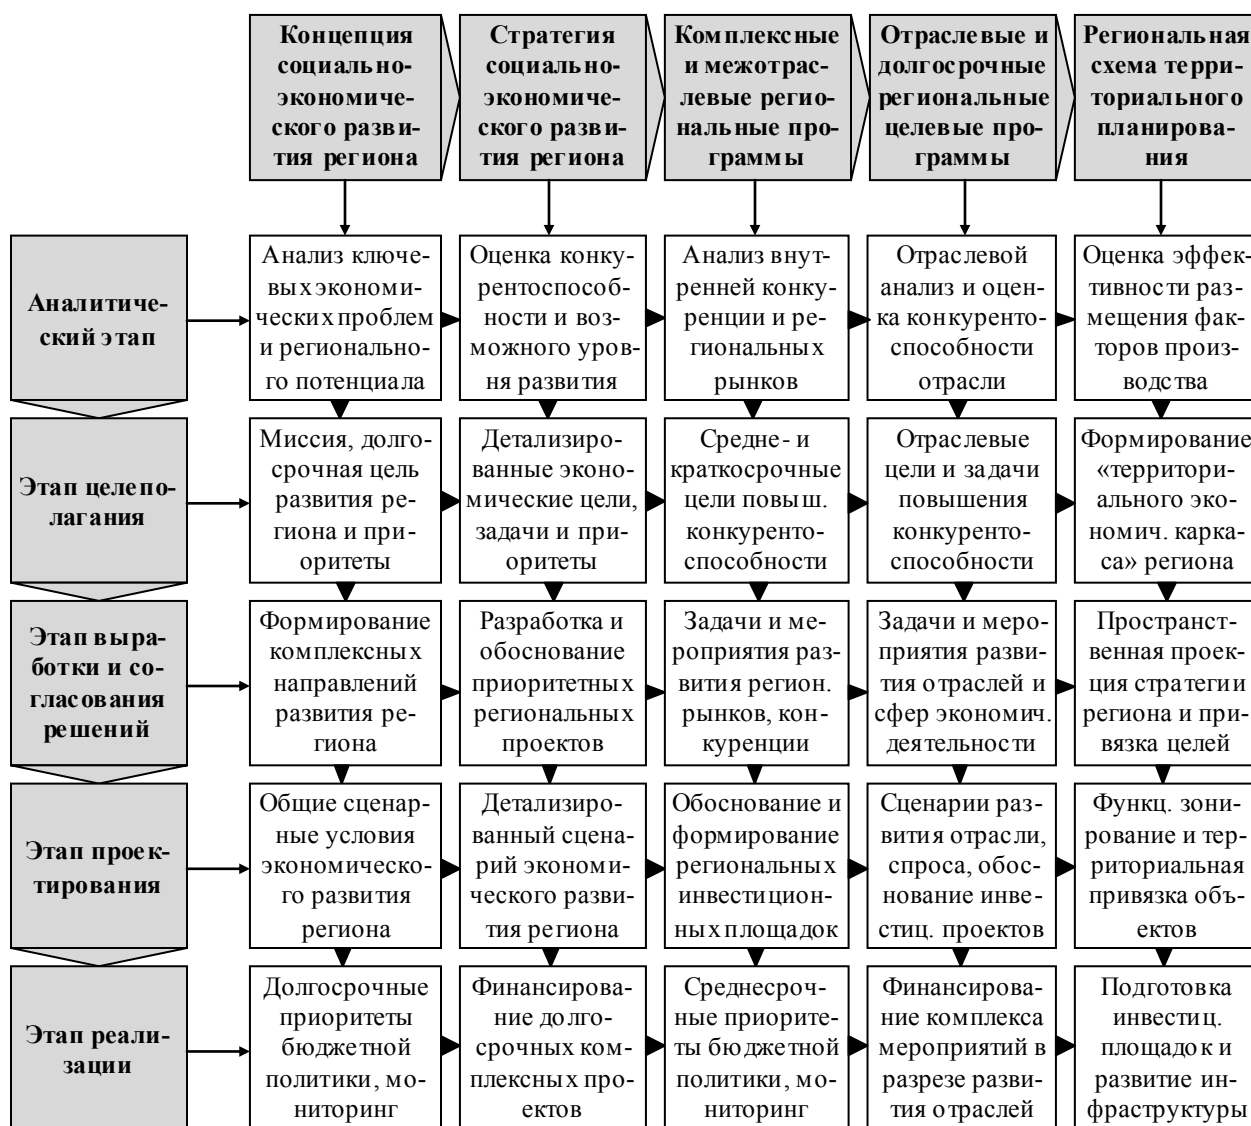 Концепция
социально-
экономиче-
ского разви-
тия региона
Стратегия
социально-
экономиче-
ского разви-
тия региона
Комплексные
и межотрас-
левые регио-
нальные про-
граммы
Отраслевые и
долгосрочные
региональные
целевые про-
граммы
Региональная
схема терри-
ториального
планирова-
ния
Аналитиче-
ский этап
Анализ ключе-
вых экономи-
ческих проблем
и регионально-
го потенциала
Оценка конку-
рентоспособ-
ности и воз-
можного уров-
ня развития
Анализ внут-
ренней конку-
ренции и ре-
гиональных
рынков
Отраслевой
анализ и оцен-
ка конкуренто-
способности
отрасли
Оценка эффек-
тивности раз-
мещения фак-
торов произ-
водства
Этап целепо-
лагания
Миссия, долго-
срочная цель
развития ре-
гиона и при-
оритеты
Детализиро-
ванные эконо-
мические цели,
задачи и при-
оритеты
Средне- и
краткосрочные
цели повыш.
конкуренто-
способности
Отраслевые
цели и задачи
повышения
конкуренто-
способности
Формирование
«территори-
ального эко-
номич. карка-
са» региона
Этап выра-
ботки и со-
гласования
решений
Формирование
комплексных
направлений
развития ре-
гиона
Разработка и
обоснование
приоритетных
региональных
проектов
Задачи и ме-
роприятия раз-
вития регион.
рынков, кон-
куренции
Задачи и меро-
приятия разви-
тия отраслей и
сфер экономич.
деятельности
Пространст-
венная проек-
ция стратегии
региона и при-
вязка целей
Этап проек-
тирования
Общие сценар-
ные условия
экономическо-
го развития
региона
Детализиро-
ванный сце-
нарий эконо-
мического разви-
тия региона
Обоснование и
формирование
региональных
инвестицион-
ных площадок
Сценарии раз-
вития отрасли,
спроса, обос-
нование инве-
стиц. проектов
Функц. зони-
рование и тер-
риториальная
привязка объ-
ектов
Этап реали-
зации
Долгосрочные
приоритеты
бюджетной
политики, мо-
ниторинг
Финансирова-
ние долго-
срочных ком-
плексных про-
ектов
Среднесроч-
ные приорите-
ты бюджетной
политики, мо-
ниторинг
Финансирова-
ние комплекса
мероприятий в
разрезе разви-
тия отраслей
Подготовка
инвестиц.
площадок и
развитие ин-
фраструктуры